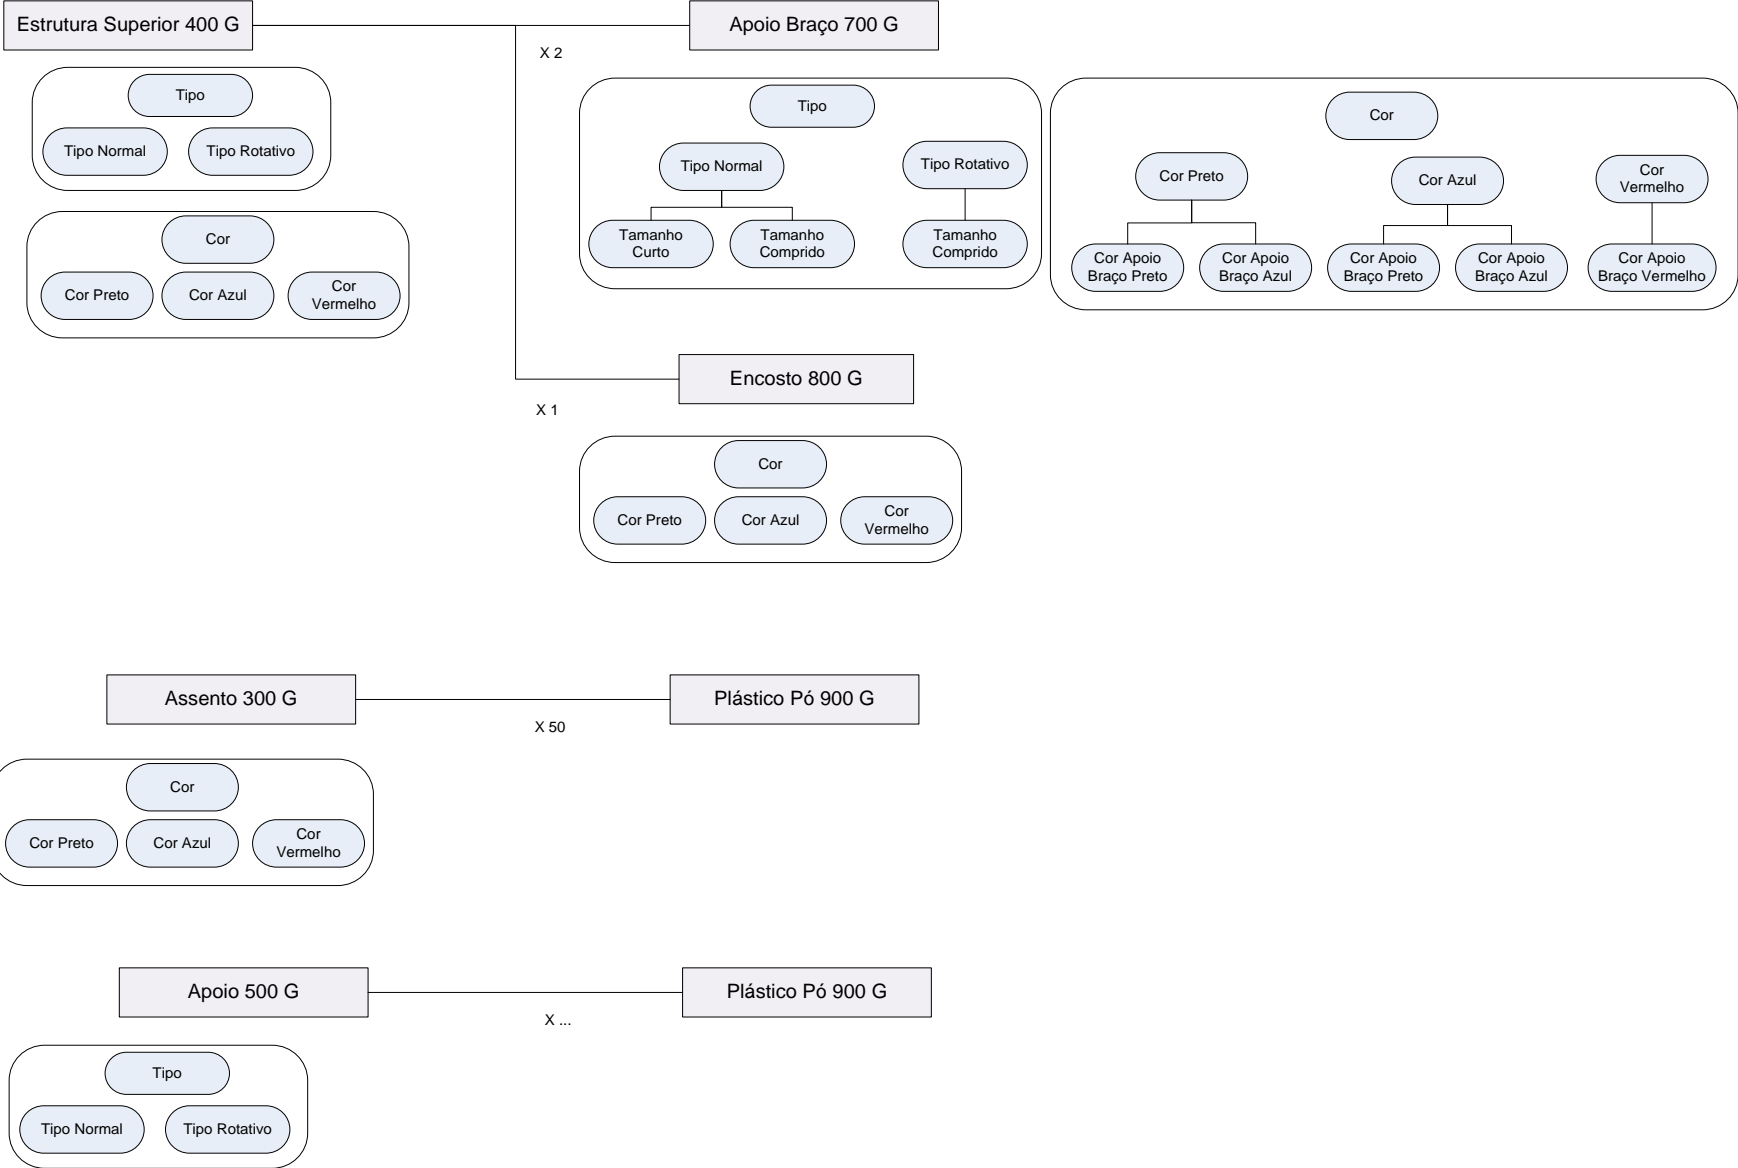 Estrutura Superior 400 G
Apoio Braço 700 G
X 2
Tipo
Tipo Normal
Tipo Rotativo
Cor
Cor Preto
Cor Azul
Cor
Vermelho
Tipo
Tipo Normal
Tipo Rotativo
Tamanho
Curto
Tamanho
Comprido
Tamanho
Comprido
Cor
Cor Preto
Cor Azul
Cor
Vermelho
Cor Apoio
Braço Preto
Cor Apoio
Braço Azul
Cor Apoio
Braço Preto
Cor Apoio
Braço Azul
Cor Apoio
Braço Vermelho
Encosto 800 G
X 1
Cor
Cor Preto
Cor Azul
Cor
Vermelho
Assento 300 G
Plástico Pó 900 G
X 50
Cor
Cor Preto
Cor Azul
Cor
Vermelho
Apoio 500 G
Plástico Pó 900 G
X ...
Tipo
Tipo Normal
Tipo Rotativo